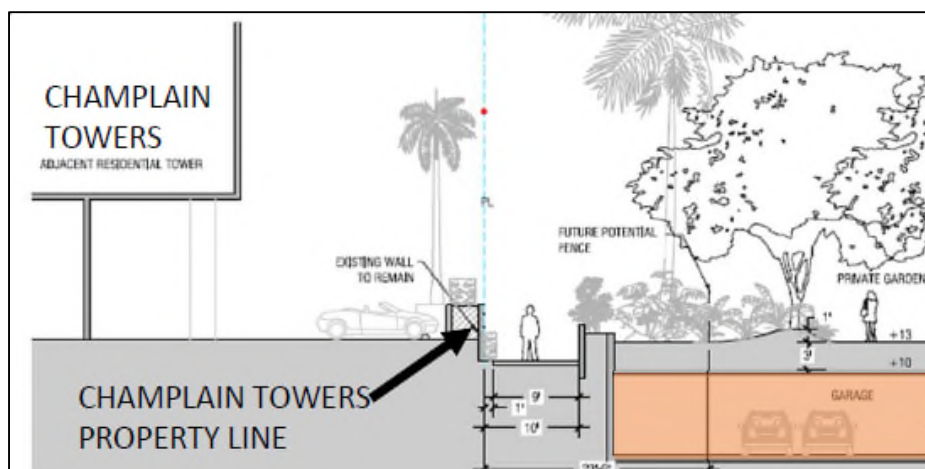 CHAMPLAIN
TOWERS
ADJACENT RESIDENTIAL TOWER
PL
EXISTING WALL
TO REMAIN
FUTURE POTENTIAL
FENCE
PRIVATE GARDEN
1'
3'
+13
+10
CHAMPLAIN TOWERS
PROPERTY LINE
9'
1'
10'
GARAGE